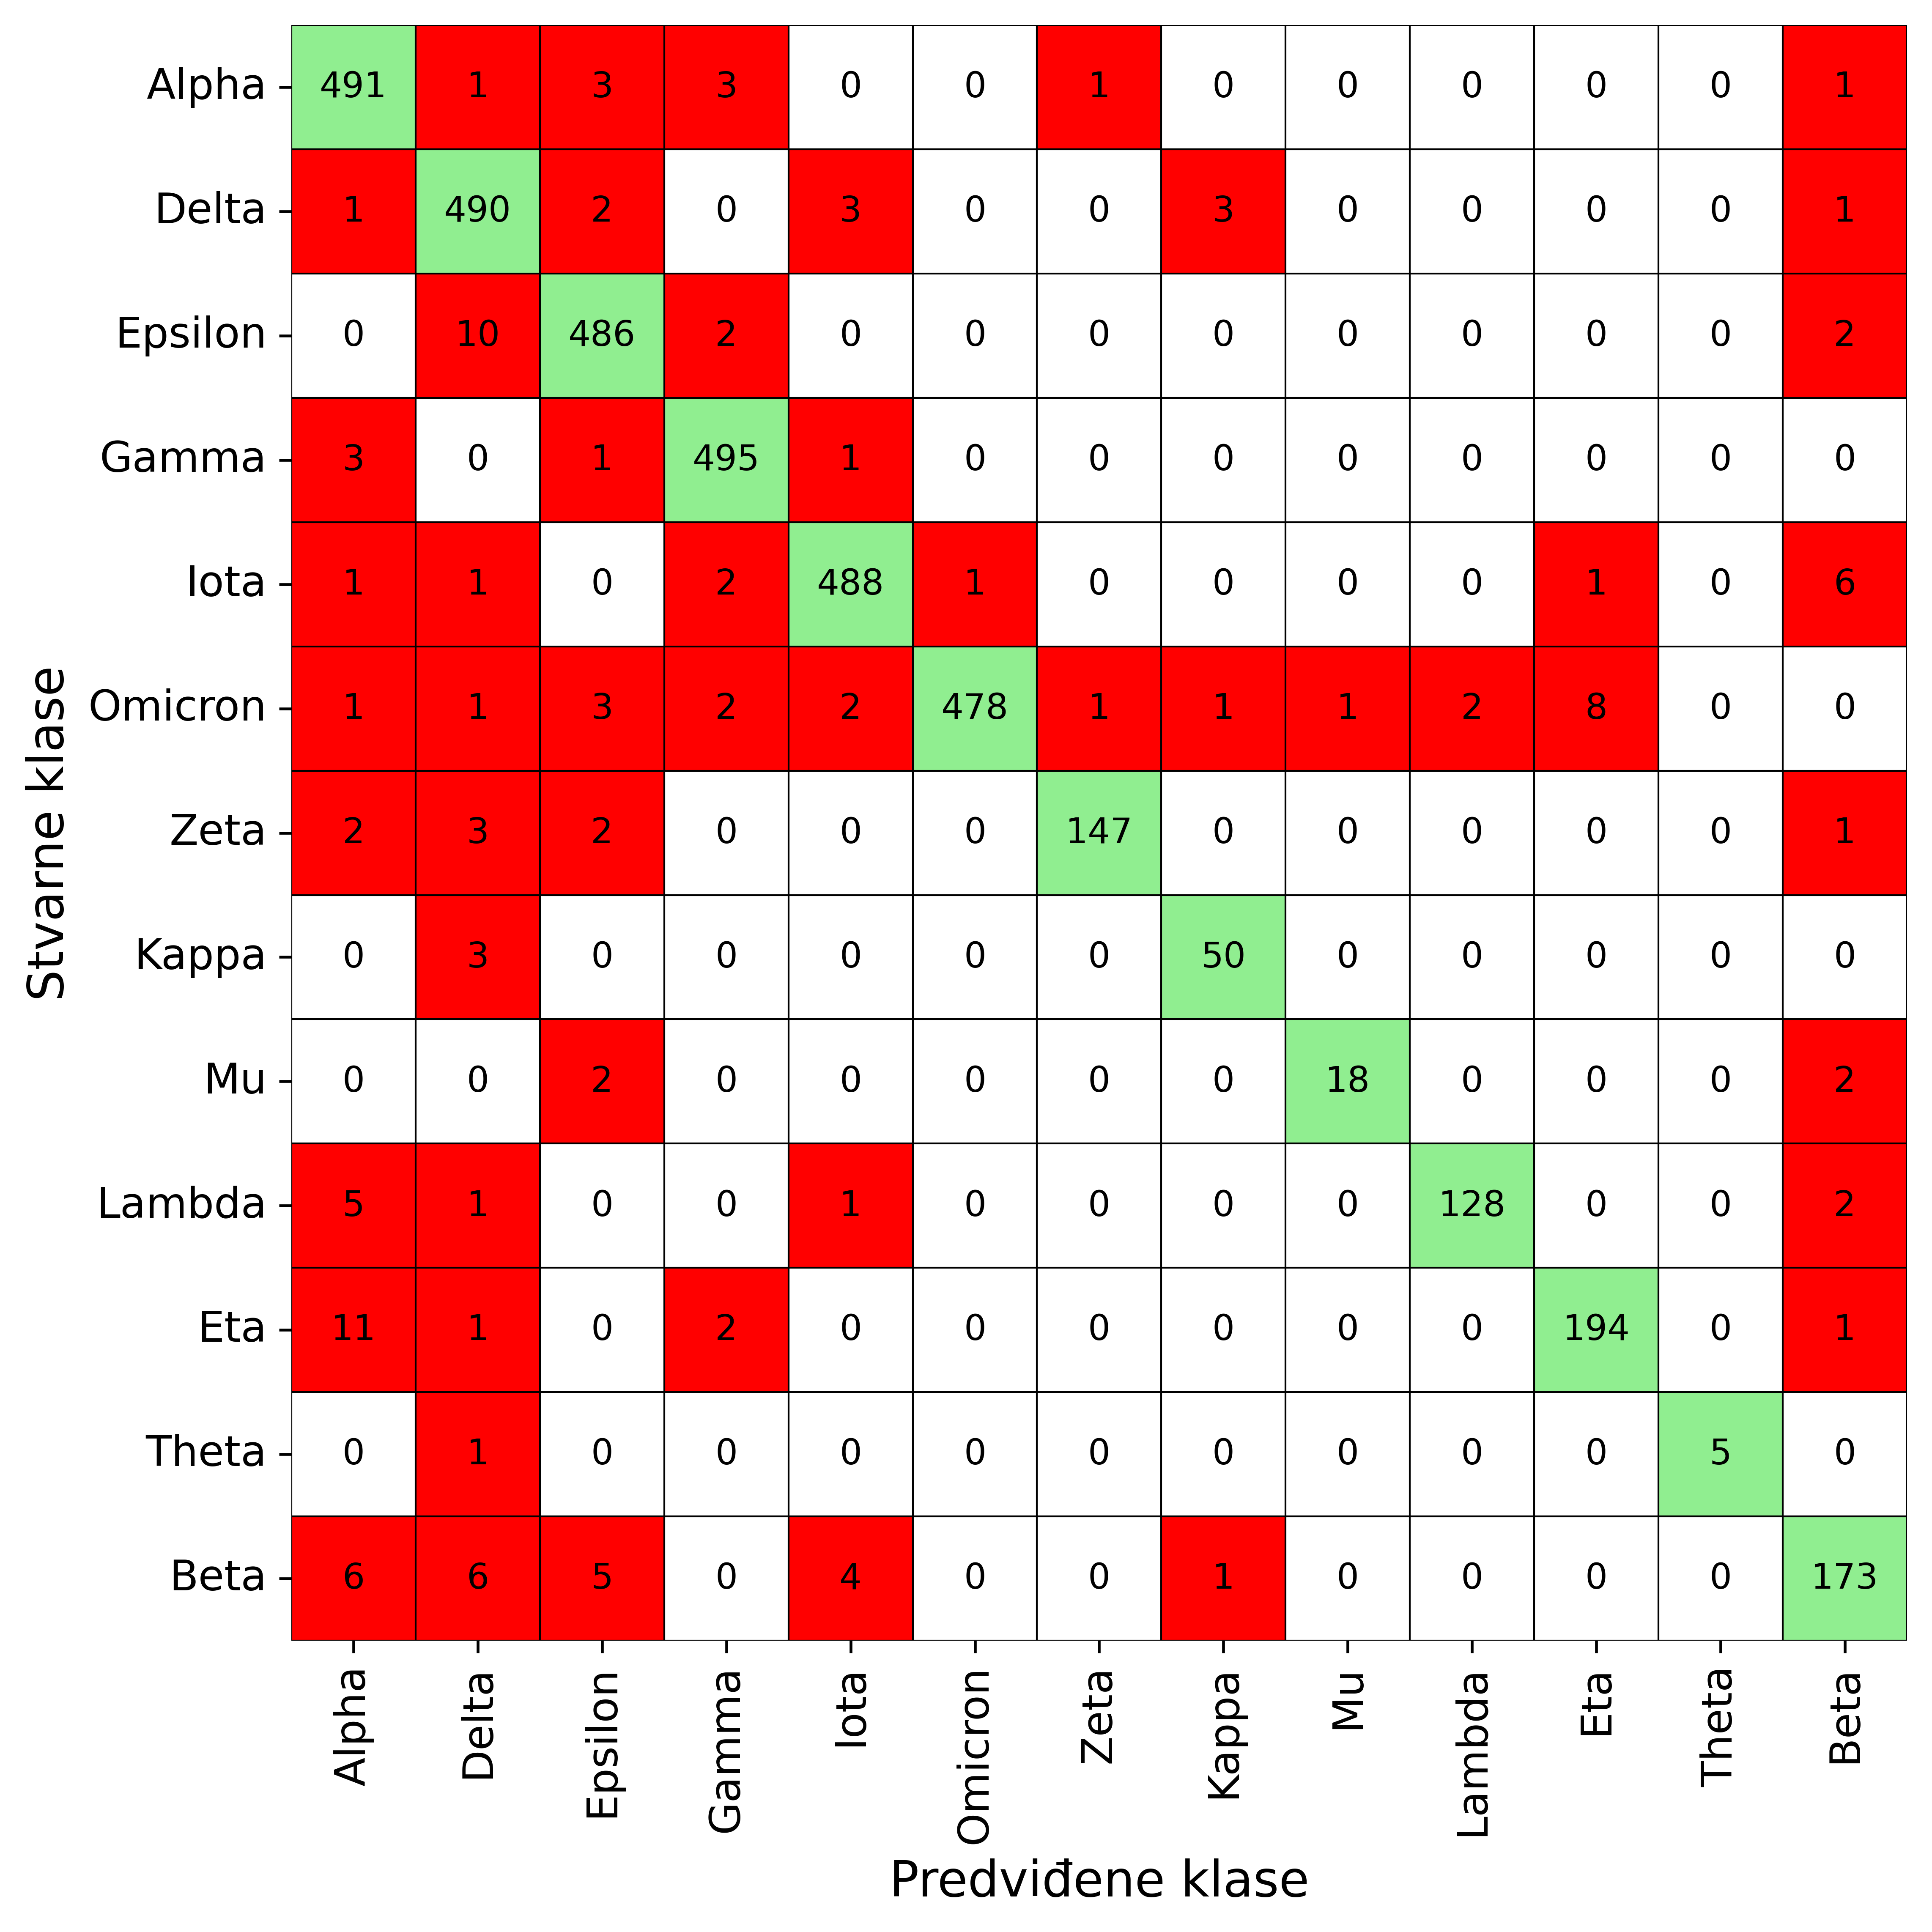 Alpha 491 1 3 3 0 0 1 0 0 0 0 0 1
Delta 1 490 2 0 3 0 0 3 0 0 0 0 1
Epsilon 0 10 486 2 0 0 0 0 0 0 0 0 2
Gamma 3 0 1 495 1 0 0 0 0 0 0 0 0
Iota 1 1 0 2 488 1 0 0 0 0 1 0 6
Omicron 1 1 3 2 2 478 1 1 1 2 8 0 0
Zeta 2 3 2 0 0 0 147 0 0 0 0 0 1
Kappa 0 3 0 0 0 0 0 50 0 0 0 0 0
Mu 0 0 2 0 0 0 0 0 18 0 0 0 2
Lambda 5 1 0 0 1 0 0 0 0 128 0 0 2
Eta 11 1 0 2 0 0 0 0 0 0 194 0 1
Theta 0 1 0 0 0 0 0 0 0 0 0 5 0
Beta 6 6 5 0 4 0 0 1 0 0 0 0 173
Stvarne klase
Alpha Delta Epsilon Gamma Iota Omicron Zeta Kappa Mu Lambda Eta Theta Beta
Predviđene klase